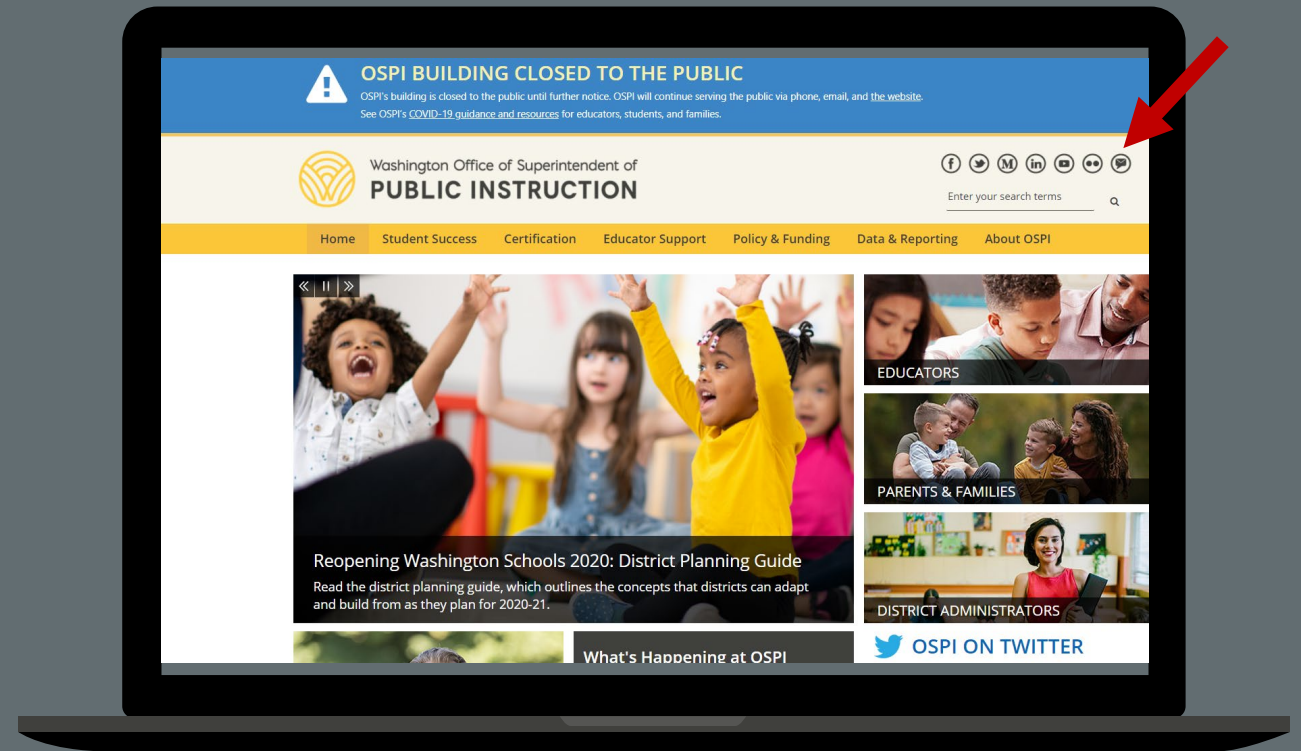 OSPI BUILDING CLOSED TO THE PUBLIC
OSPI's building is closed to the public until further notice. OSPI will continue serving the public via phone, email, and the website.
See OSPI's COVID-19 guidance and resources for educators, students, and families.
Washington Office of Superintendent of
PUBLIC INSTRUCTION
Enter your search terms
Home Student Success Certification Educator Support Policy & Funding Data & Reporting About OSPI
Reopening Washington Schools 2020: District Planning Guide
Read the district planning guide, which outlines the concepts that districts can adapt
and build from as they plan for 2020-21.
EDUCATORS
PARENTS & FAMILIES
DISTRICT ADMINISTRATORS
What's Happening at OSPI
OSPI ON TWITTER